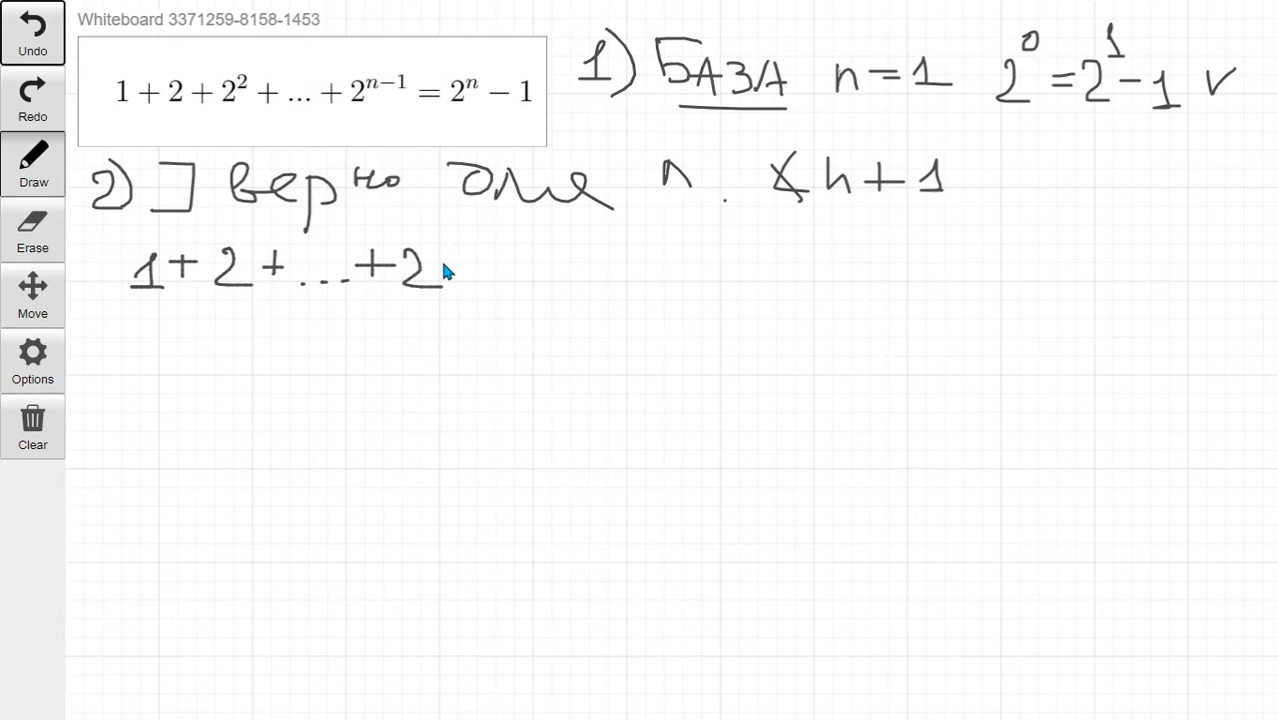 Whiteboard 3371259-8158-1453
Undo
Redo
Draw
Erase
Move
Options
Clear
1 + 2 + 2² + ... + 2ⁿ⁻¹ = 2ⁿ − 1
1) БАЗА n = 1 2⁰ = 2¹ − 1 v
2) ] верно для n. ∢ n + 1
1 + 2 + ... + 2